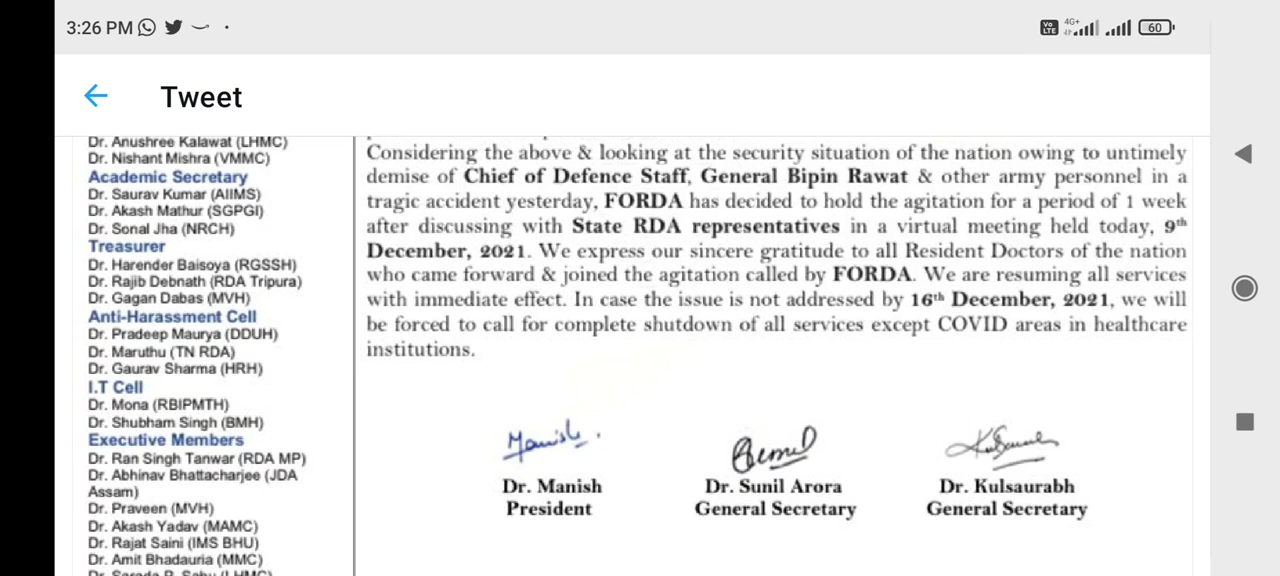 3:26 PM
Vo
LTE
4G+
60
Tweet
Dr. Anushree Kalawat (LHMC)
Dr. Nishant Mishra (VMMC)
Academic Secretary
Dr. Saurav Kumar (AIIMS)
Dr. Akash Mathur (SGPGI)
Dr. Sonal Jha (NRCH)
Treasurer
Dr. Harender Baisoya (RGSSH)
Dr. Rajib Debnath (RDA Tripura)
Dr. Gagan Dabas (MVH)
Anti-Harassment Cell
Dr. Pradeep Maurya (DDUH)
Dr. Maruthu (TN RDA)
Dr. Gaurav Sharma (HRH)
I.T Cell
Dr. Mona (RBIPMTH)
Dr. Shubham Singh (BMH)
Executive Members
Dr. Ran Singh Tanwar (RDA MP)
Dr. Abhinav Bhattacharjee (JDA
Assam)
Dr. Praveen (MVH)
Dr. Akash Yadav (MAMC)
Dr. Rajat Saini (IMS BHU)
Dr. Amit Bhadauria (MMC)
Considering the above & looking at the security situation of the nation owing to untimely
demise of Chief of Defence Staff, General Bipin Rawat & other army personnel in a
tragic accident yesterday, FORDA has decided to hold the agitation for a period of 1 week
after discussing with State RDA representatives in a virtual meeting held today, 9th
December, 2021. We express our sincere gratitude to all Resident Doctors of the nation
who came forward & joined the agitation called by FORDA. We are resuming all services
with immediate effect. In case the issue is not addressed by 16th December, 2021, we will
be forced to call for complete shutdown of all services except COVID areas in healthcare
institutions.
Manish.
Dr. Manish
President
Dr. Sunil Arora
General Secretary
Dr. Kulsaurabh
General Secretary